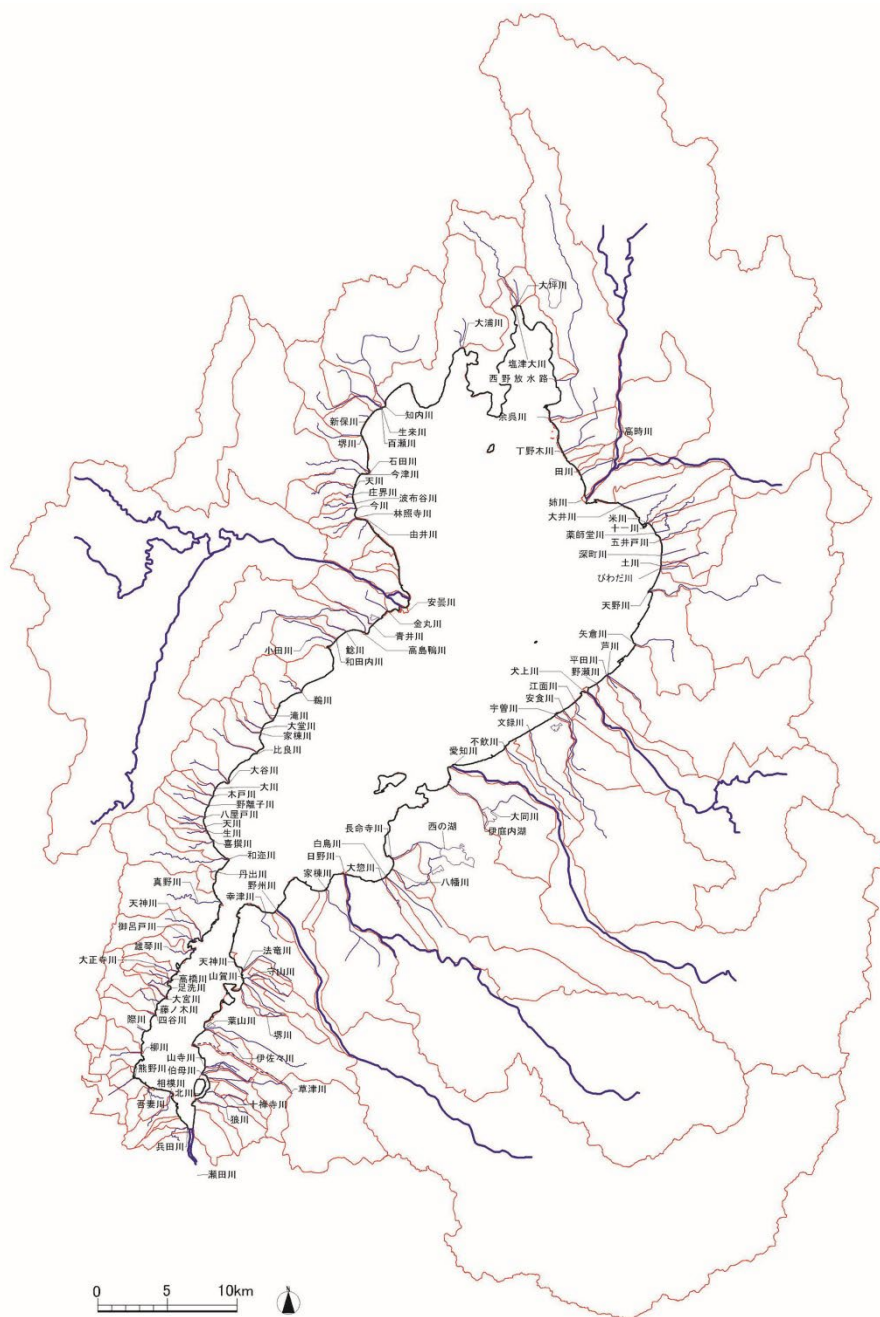 大坪川
大浦川
塩津大川
西野放水路
余呉川
知内川
生来川
百瀬川
新保川
堺川
高時川
丁野木川
田川
石田川
今津川
天川
庄界川
波布谷川
今川
林照寺川
由井川
姉川
大井川
米川
十一川
薬師堂川
五井戸川
深町川
土川
びわだ川
天野川
安曇川
金丸川
青井川
高島鴨川
鯰川
和田内川
小田川
矢倉川
芦川
平田川
野瀬川
犬上川
江面川
安食川
宇曽川
文録川
不飲川
愛知川
鵜川
滝川
大堂川
家棟川
比良川
大谷川
大川
木戸川
野離子川
八屋戸川
天川
生川
喜撰川
和迩川
大同川
伊庭内湖
長命寺川
西の湖
白鳥川
日野川
大惣川
八幡川
家棟川
野州川
幸津川
丹出川
真野川
天神川
御呂戸川
雄琴川
大正寺川
高橋川
足洗川
大宮川
藤ノ木川
四谷川
際川
柳川
熊野川
相模川
北川
吾妻川
兵田川
瀬田川
法竜川
天神川
守山川
山賀川
葉山川
堺川
山寺川
伊佐々川
伯母川
草津川
十禅寺川
狼川
0 5 10km
N